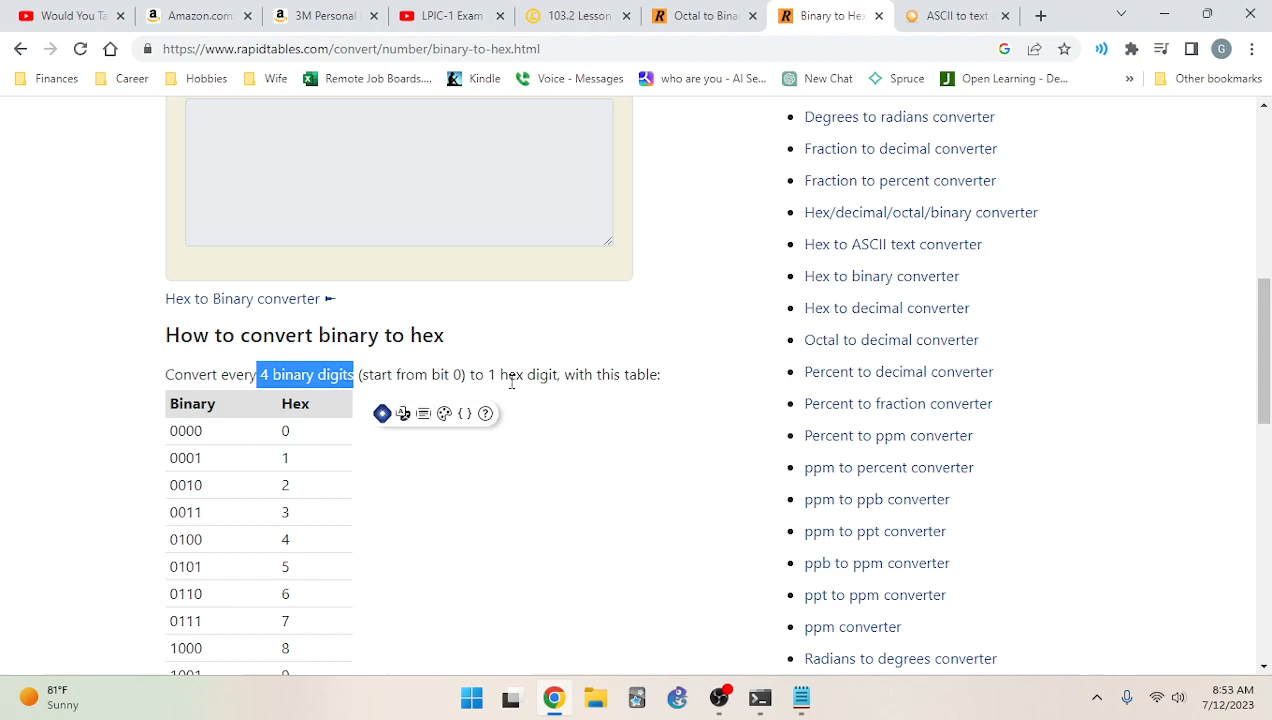 Would You Ta
Amazon.com:
3M Personal
LPIC-1 Exam
103.2 Lesson
Octal to Bina
Binary to He
ASCII to text
https://www.rapidtables.com/convert/number/binary-to-hex.html
G
Finances
Career
Hobbies
Wife
Remote Job Boards....
Kindle
Voice - Messages
who are you - AI Se...
New Chat
Spruce
Open Learning - De...
»
Other bookmarks
Hex to Binary converter ►
How to convert binary to hex
Convert every 4 binary digits (start from bit 0) to 1 hex digit, with this table:
Binary Hex
0000 0
0001 1
0010 2
0011 3
0100 4
0101 5
0110 6
0111 7
1000 8
1001 9
Degrees to radians converter
Fraction to decimal converter
Fraction to percent converter
Hex/decimal/octal/binary converter
Hex to ASCII text converter
Hex to binary converter
Hex to decimal converter
Octal to decimal converter
Percent to decimal converter
Percent to fraction converter
Percent to ppm converter
ppm to percent converter
ppm to ppb converter
ppm to ppt converter
ppb to ppm converter
ppt to ppm converter
ppm converter
Radians to degrees converter
81°F
Sunny
8:53 AM
7/12/2023